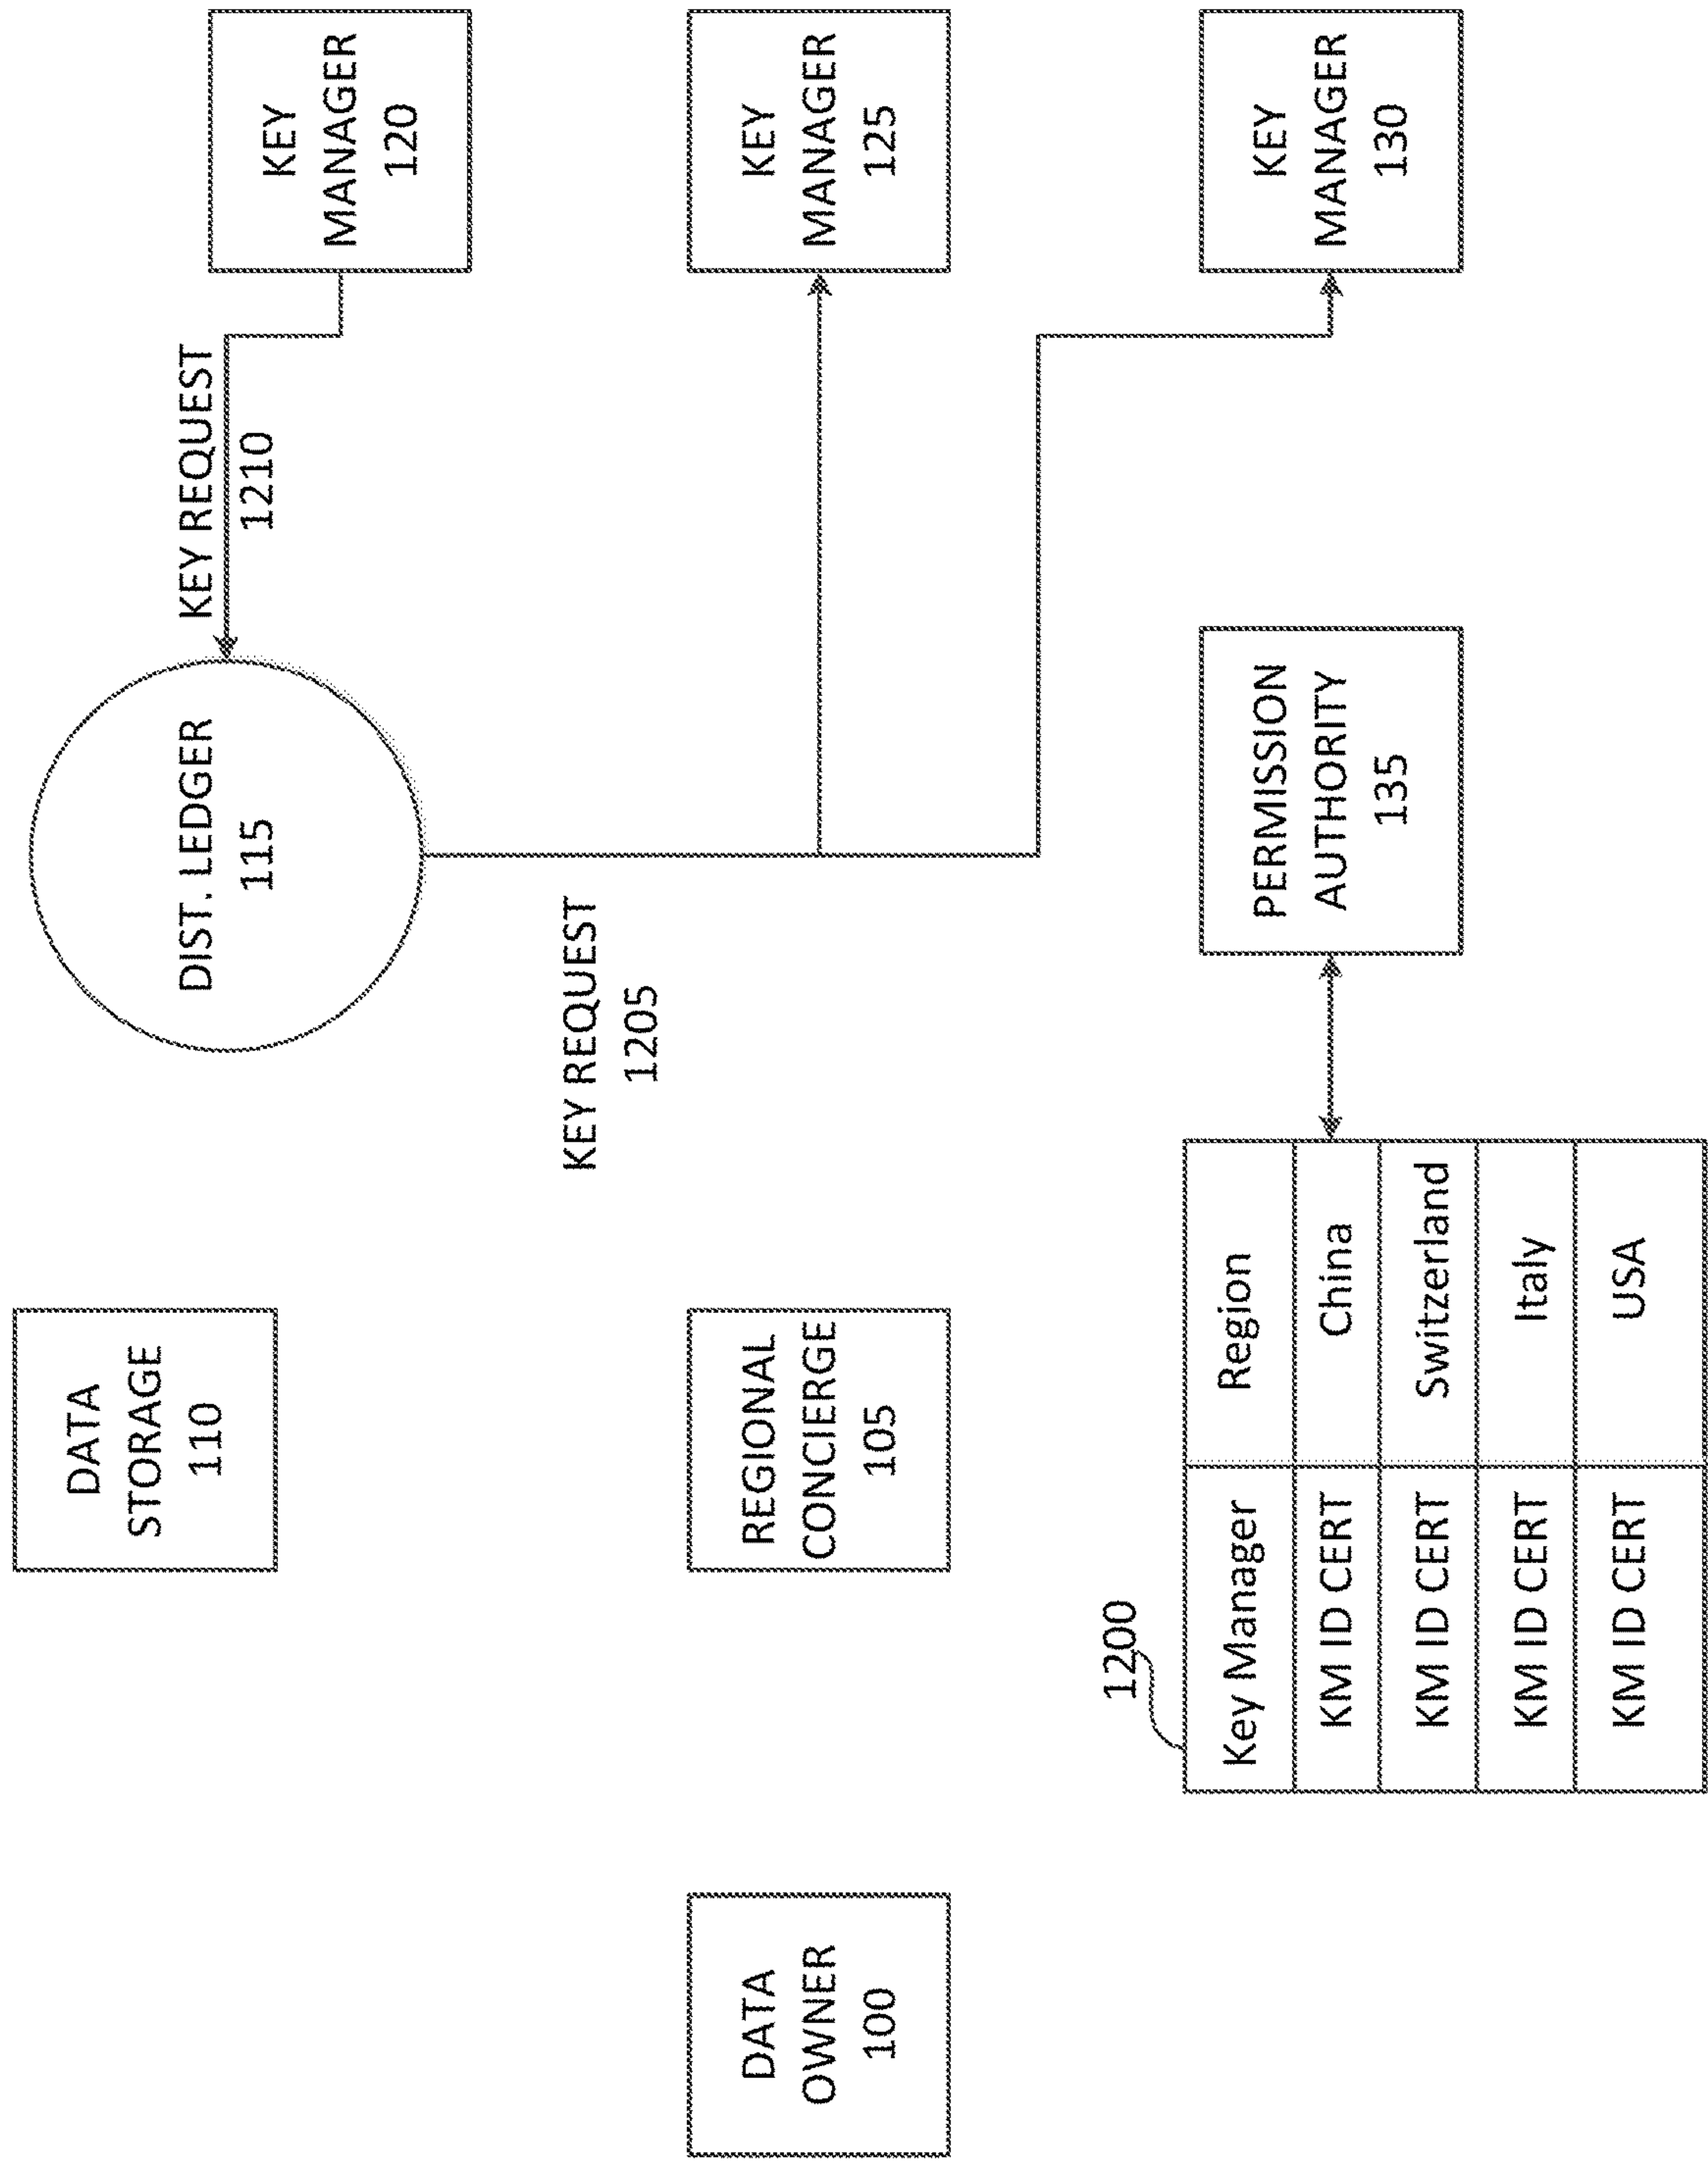 DATA
STORAGE
110
DIST. LEDGER
115
KEY REQUEST
1210
KEY
MANAGER
120
DATA
OWNER
100
REGIONAL
CONCIERGE
105
KEY REQUEST
1205
KEY
MANAGER
125
1200
Key Manager Region
KM ID CERT China
KM ID CERT Switzerland
KM ID CERT Italy
KM ID CERT USA
PERMISSION
AUTHORITY
135
KEY
MANAGER
130